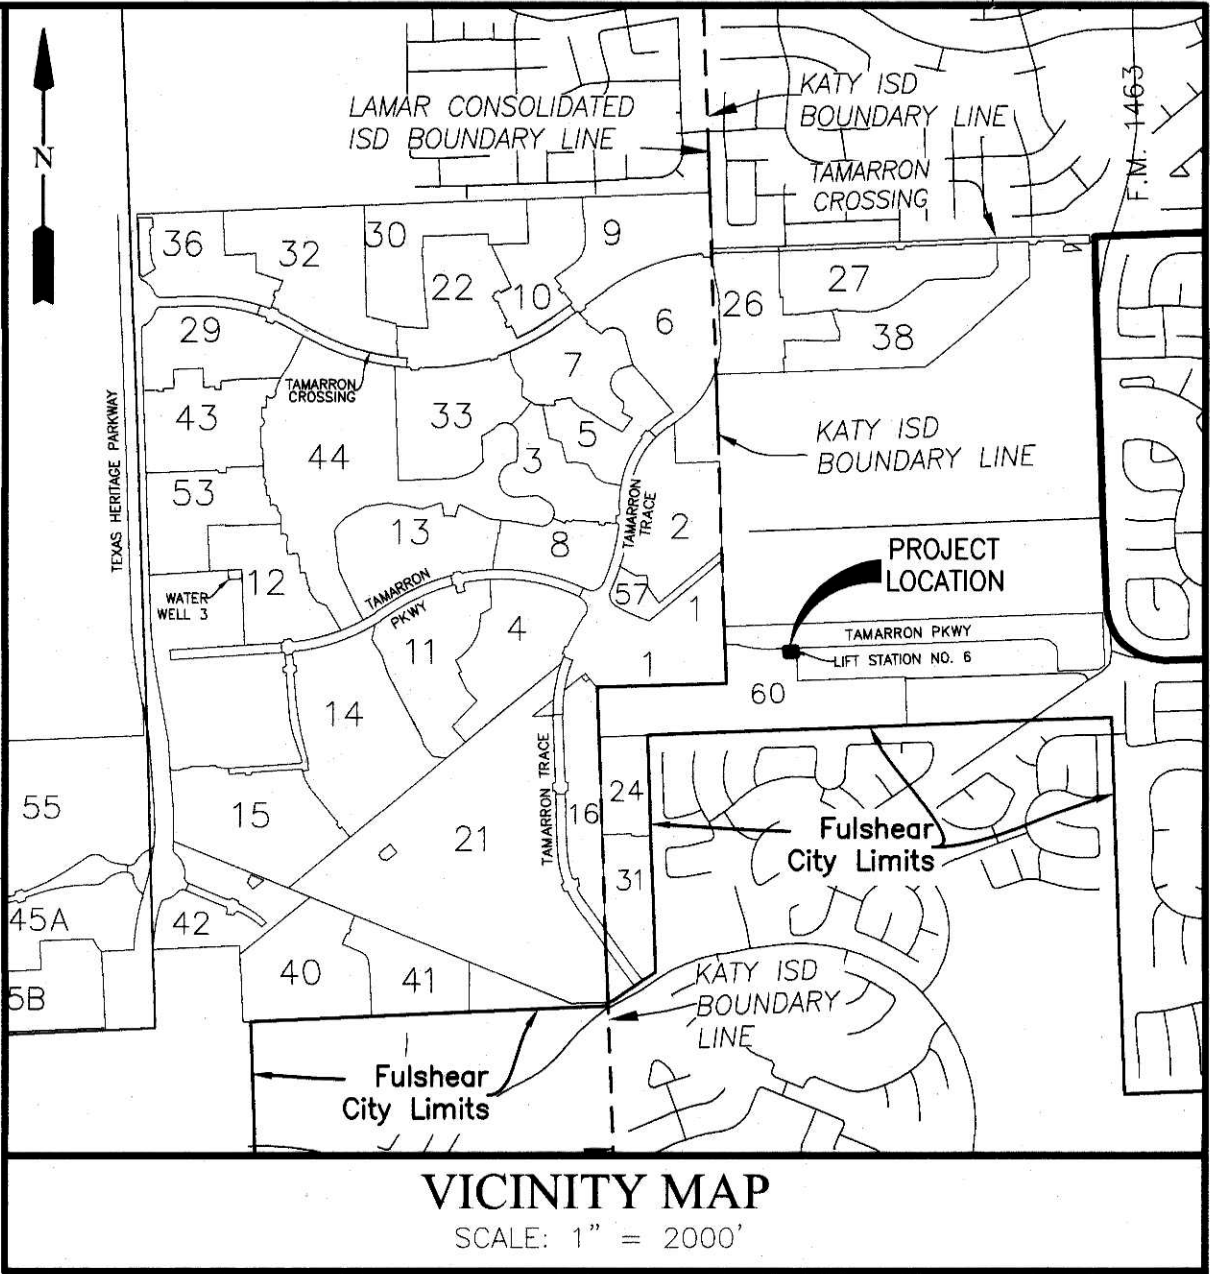 N
LAMAR CONSOLIDATED
ISD BOUNDARY LINE
KATY ISD
BOUNDARY LINE
F.M. 1463
TAMARRON
CROSSING
36
32
30
22
10
9
6
26
27
38
29
TAMARRON
CROSSING
7
43
33
5
3
44
KATY ISD
BOUNDARY LINE
TEXAS HERITAGE PARKWAY
53
13
8
TAMARRON
TRACE
2
PROJECT
LOCATION
WATER
WELL 3
12
TAMARRON
PKWY
57
1
11
4
1
TAMARRON PKWY
LIFT STATION NO. 6
60
14
55
15
21
TAMARRON TRACE
16
24
31
Fulshear
City Limits
45A
42
5B
40
41
KATY ISD
BOUNDARY
LINE
Fulshear
City Limits
VICINITY MAP
SCALE: 1" = 2000'